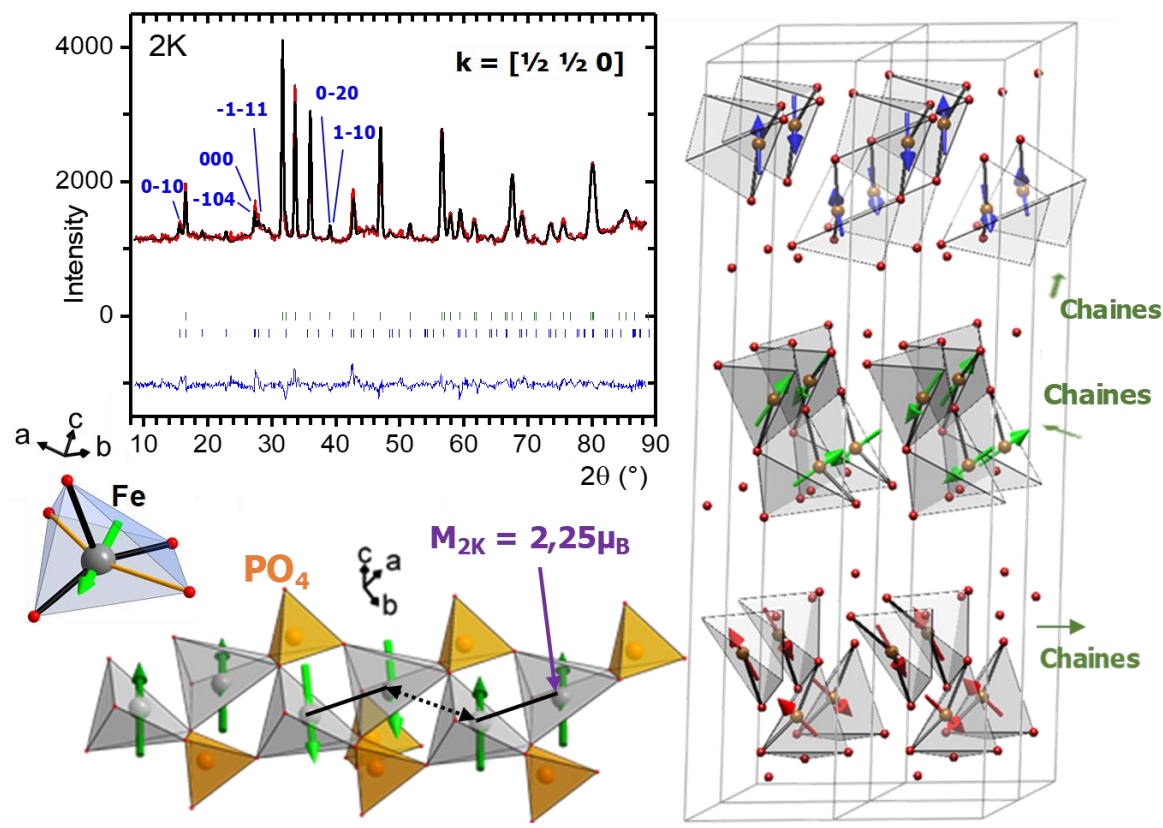 4000
2K
k = [½ ½ 0]
0-20
-1-11
1-10
000
2000
0-10
-104
Intensity
0
10 20 30 40 50 60 70 80 90
2θ (°)
a
c
b
Fe
M2K = 2,25µB
PO4
c
a
b
Chaines
Chaines
Chaines